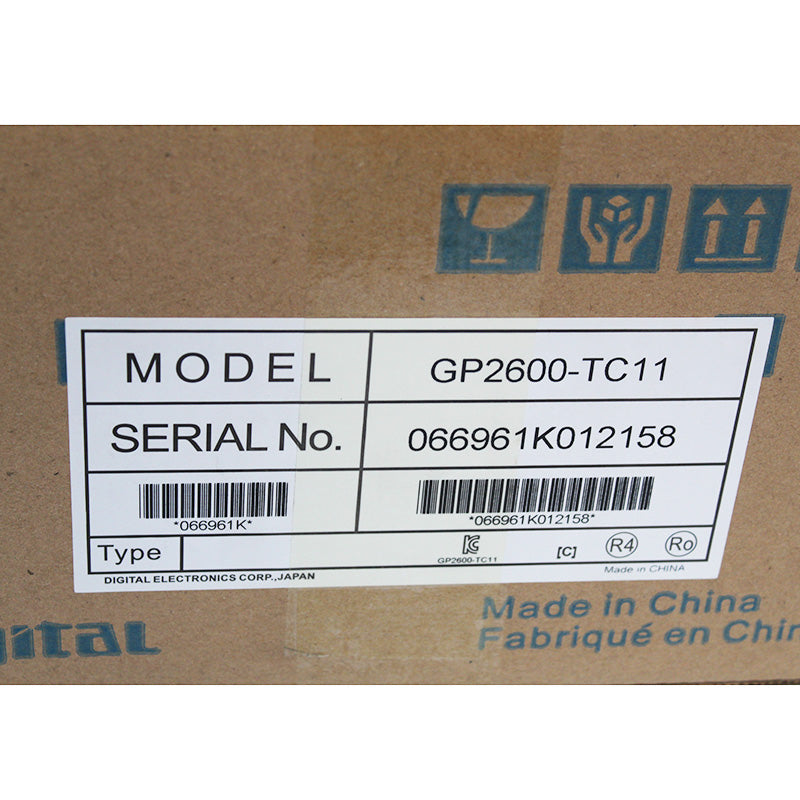 MODEL GP2600-TC11
SERIAL No. 066961K012158
*066961K* *066961K012158*
Type
GP2600-TC11 [C] R4 Ro
DIGITAL ELECTRONICS CORP.,JAPAN Made in CHINA
gital
Made in China
Fabriqué en Chin